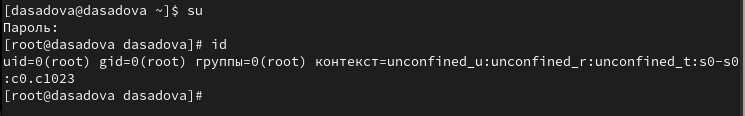 [dasadova@dasadova ~]$ su
Пароль:
[root@dasadova dasadova]# id
uid=0(root) gid=0(root) группы=0(root) контекст=unconfined_u:unconfined_r:unconfined_t:s0-s0
:c0.c1023
[root@dasadova dasadova]#